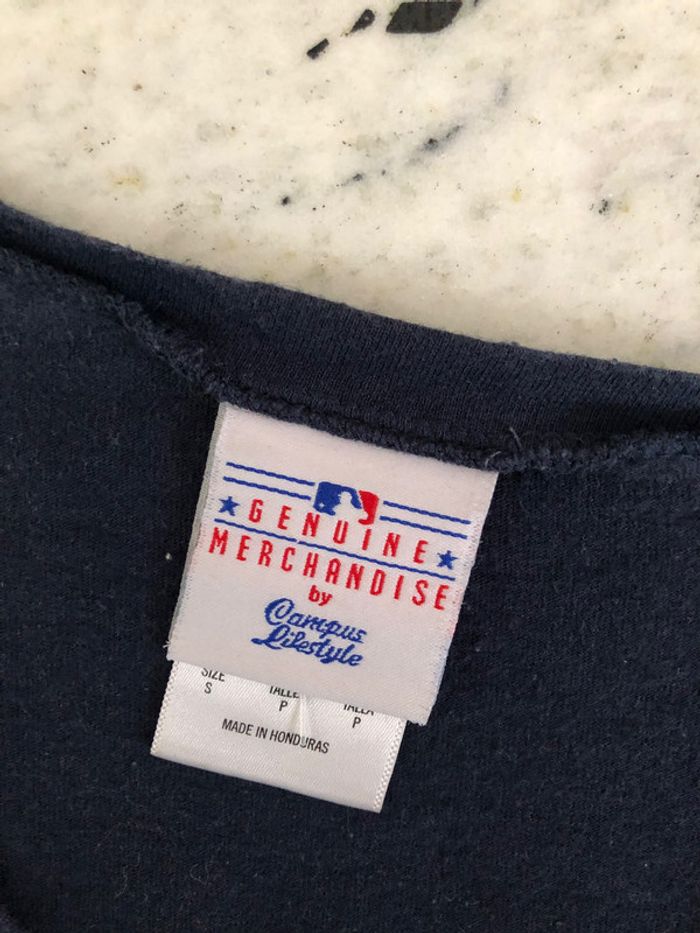 GENUINE
MERCHANDISE
by
Campus
Lifestyle
SIZE TALLE TALLA
S P P
MADE IN HONDURAS